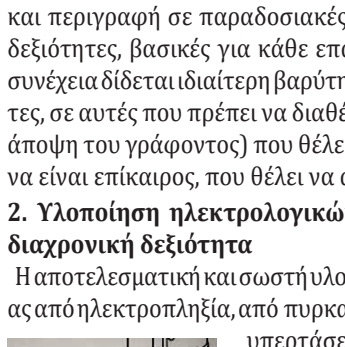 και περιγραφή σε παραδοσιακές
δεξιότητες, βασικές για κάθε επα
συνέχεια δίδεται ιδιαίτερη βαρύτη
τες, σε αυτές που πρέπει να διαθέ
άποψη του γράφοντος) που θέλε
να είναι επίκαιρος, που θέλει να
2. Υλοποίηση ηλεκτρολογικώ
διαχρονική δεξιότητα
Η αποτελεσματική και σωστή υλο
ας από ηλεκτροπληξία, από πυρκα
υπερτάσε